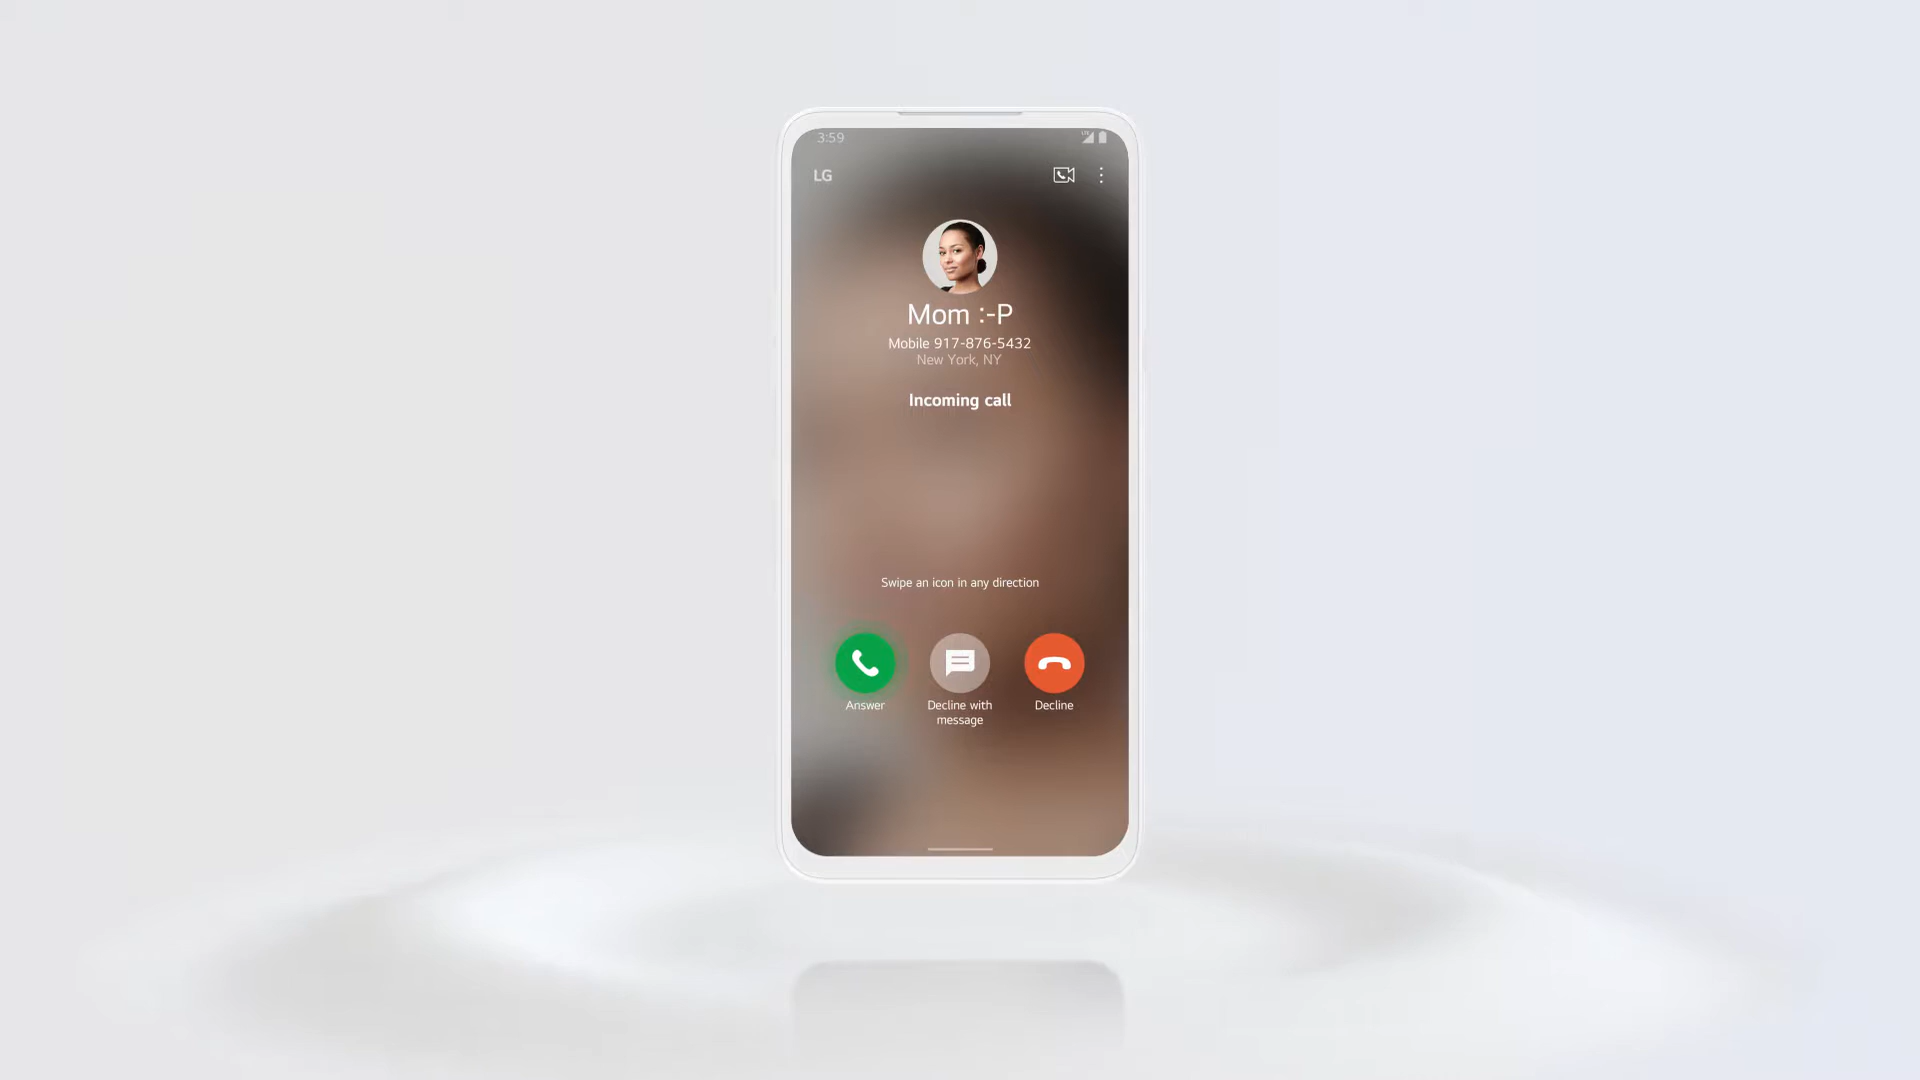 3:59
LG
Mom :-P
Mobile 917-876-5432
New York, NY
Incoming call
Swipe an icon in any direction
Answer
Decline with
message
Decline